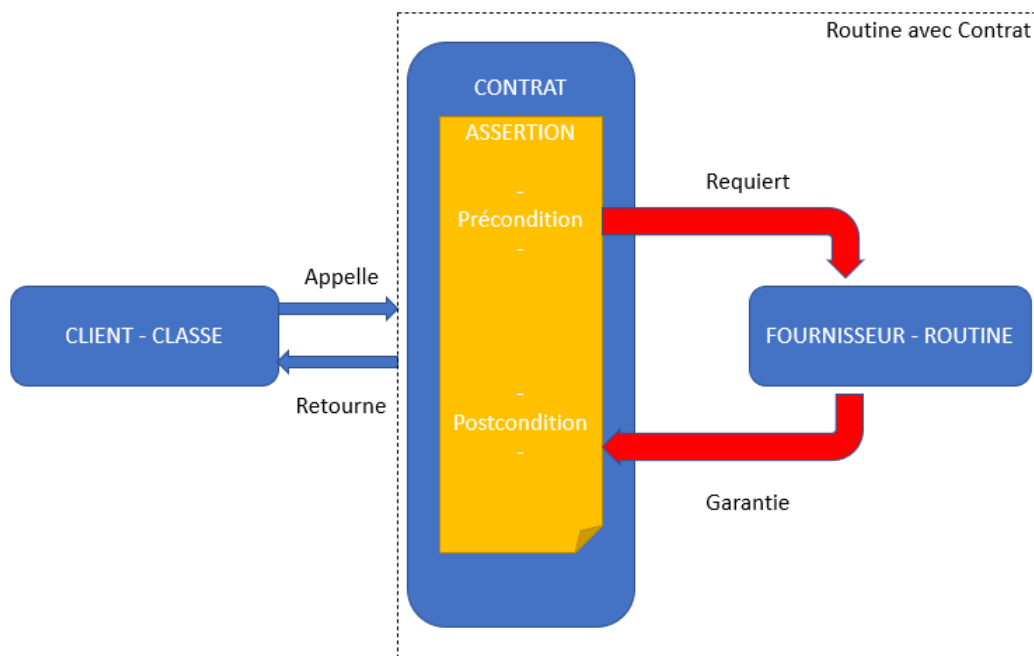 Routine avec Contrat
CONTRAT
ASSERTION
-
Précondition
-
Requiert
Appelle
CLIENT - CLASSE
FOURNISSEUR - ROUTINE
Retourne
-
Postcondition
-
Garantie